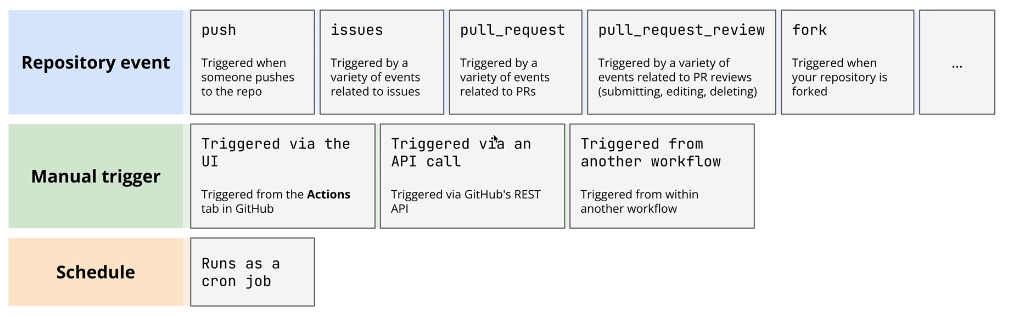 Repository event
push
Triggered when
someone pushes
to the repo
issues
Triggered by a
variety of events
related to issues
pull_request
Triggered by a
variety of events
related to PRs
pull_request_review
Triggered by a variety of
events related to PR reviews
(submitting, editing, deleting)
fork
Triggered when
your repository is
forked
...
Manual trigger
Triggered via the
UI
Triggered from the Actions
tab in GitHub
Triggered via an
API call
Triggered via GitHub's REST
API
Triggered from
another workflow
Triggered from within
another workflow
Schedule
Runs as a
cron job